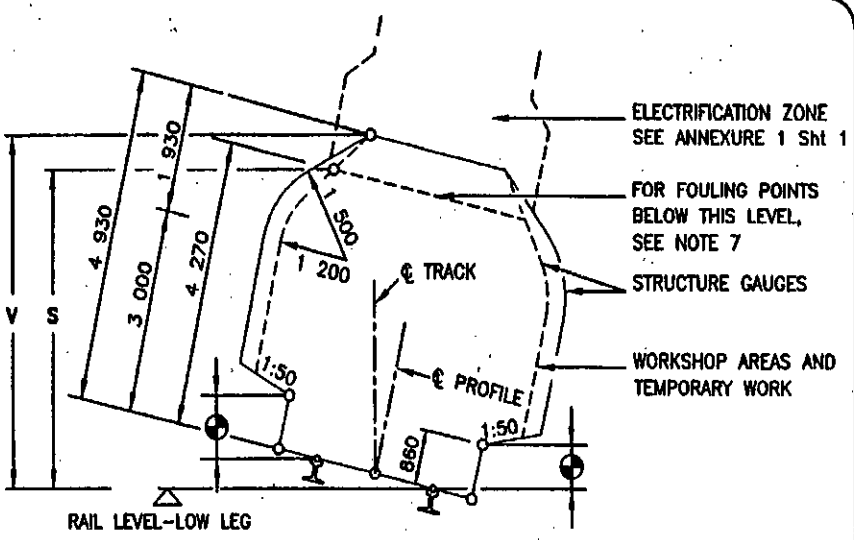 ELECTRIFICATION ZONE
SEE ANNEXURE 1 Sht 1
FOR FOULING POINTS
BELOW THIS LEVEL,
SEE NOTE 7
STRUCTURE GAUGES
WORKSHOP AREAS AND
TEMPORARY WORK
1 930
4 930
3 000
4 270
V
S
1 500
1 200
℄ TRACK
℄ PROFILE
1:50
1:50
860
RAIL LEVEL-LOW LEG